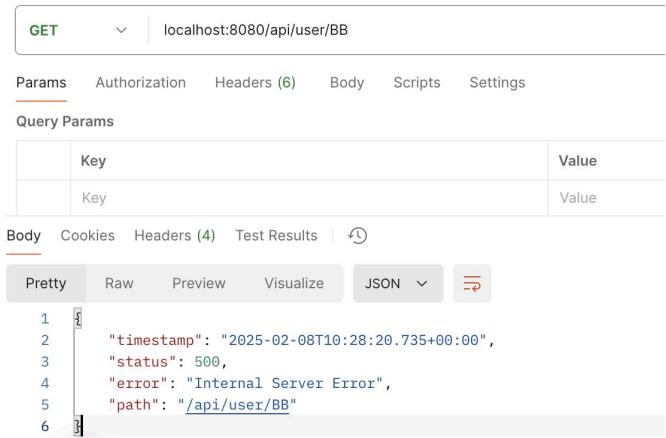 GET localhost:8080/api/user/BB
Params Authorization Headers (6) Body Scripts Settings
Query Params
Key Value
Key Value
Body Cookies Headers (4) Test Results
Pretty Raw Preview Visualize JSON
1 {
2 "timestamp": "2025-02-08T10:28:20.735+00:00",
3 "status": 500,
4 "error": "Internal Server Error",
5 "path": "/api/user/BB"
6 }